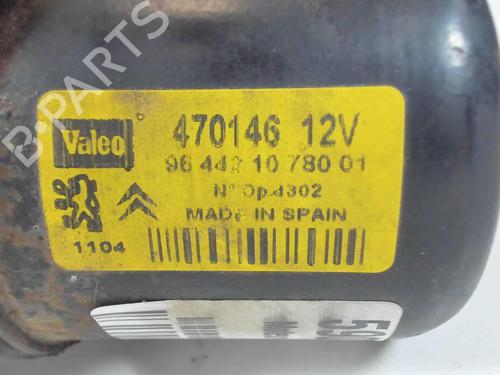 B-PARTS
Valeo
470146 12V
96 442 10 780 01
N° Op.4302
MADE IN SPAIN
1104